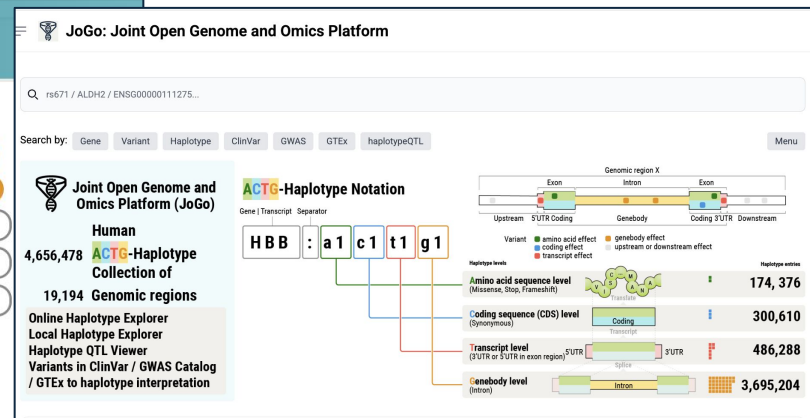 JoGo: Joint Open Genome and Omics Platform
rs671 / ALDH2 / ENSG00000111275...
Search by: Gene Variant Haplotype ClinVar GWAS GTEx haplotypeQTL Menu
Joint Open Genome and
Omics Platform (JoGo)
Human
4,656,478 ACTG-Haplotype
Collection of
19,194 Genomic regions
Online Haplotype Explorer
Local Haplotype Explorer
Haplotype QTL Viewer
Variants in ClinVar / GWAS Catalog
/ GTEx to haplotype interpretation
ACTG-Haplotype Notation
Gene | Transcript Separator
HBB : a1 c1 t1 g1
Genomic region X
Exon Intron Exon
Upstream 5'UTR Coding Genebody Coding 3'UTR Downstream
Variant amino acid effect genebody effect
coding effect upstream or downstream effect
transcript effect
Haplotype levels Haplotype entries
Amino acid sequence level
(Missense, Stop, Frameshift)
V I S C M A N A
Translate
174, 376
Coding sequence (CDS) level
(Synonymous)
Coding
Transcript
300,610
Transcript level
(3'UTR or 5'UTR in exon region)
5'UTR 3'UTR
Splice
486,288
Genebody level
(Intron)
Intron
3,695,204